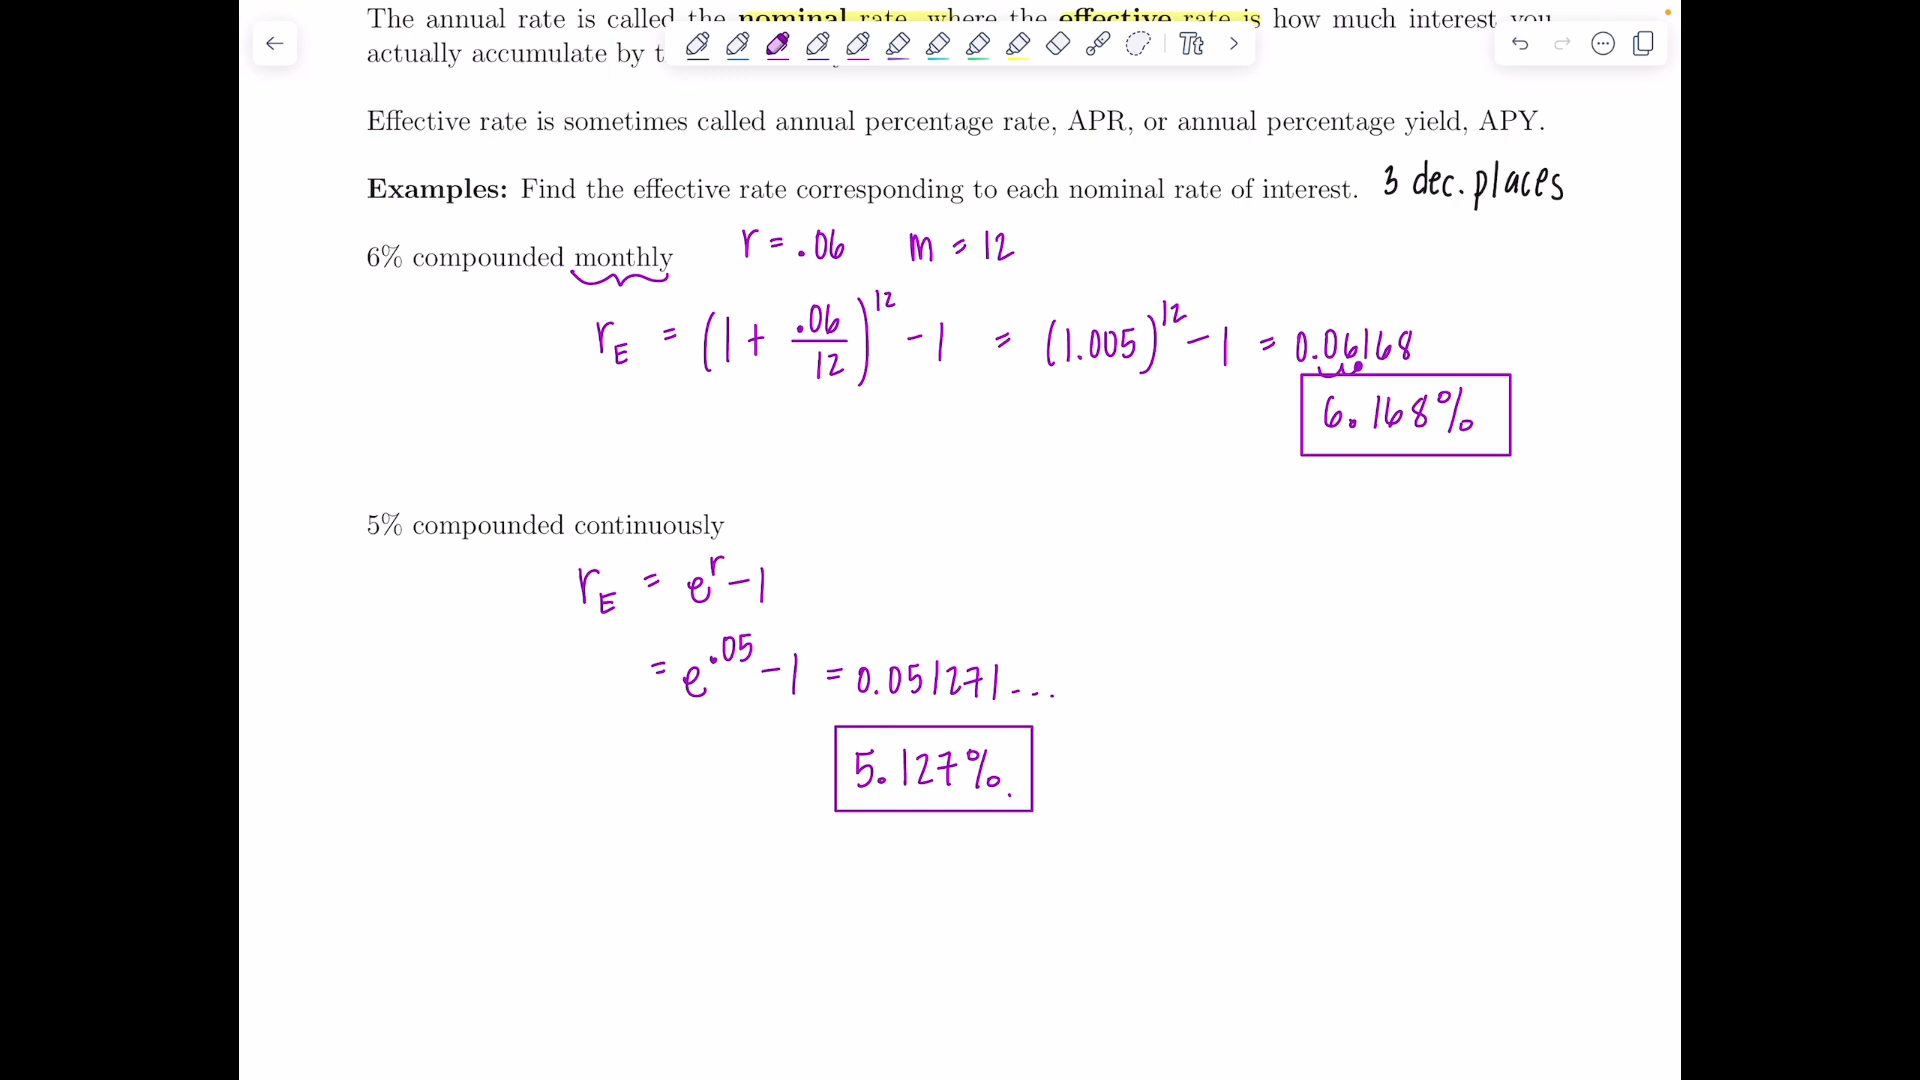 The annual rate is called the nominal rate, where the effective rate is how much interest you
actually accumulate by t
Effective rate is sometimes called annual percentage rate, APR, or annual percentage yield, APY.
Examples: Find the effective rate corresponding to each nominal rate of interest. 3 dec. places
6% compounded monthly r = .06 m = 12
r_E = (1 + .06/12)^12 - 1 = (1.005)^12 - 1 = 0.06168
6.168%
5% compounded continuously
r_E = e^r - 1
= e^.05 - 1 = 0.051271...
5.127%.
Tt